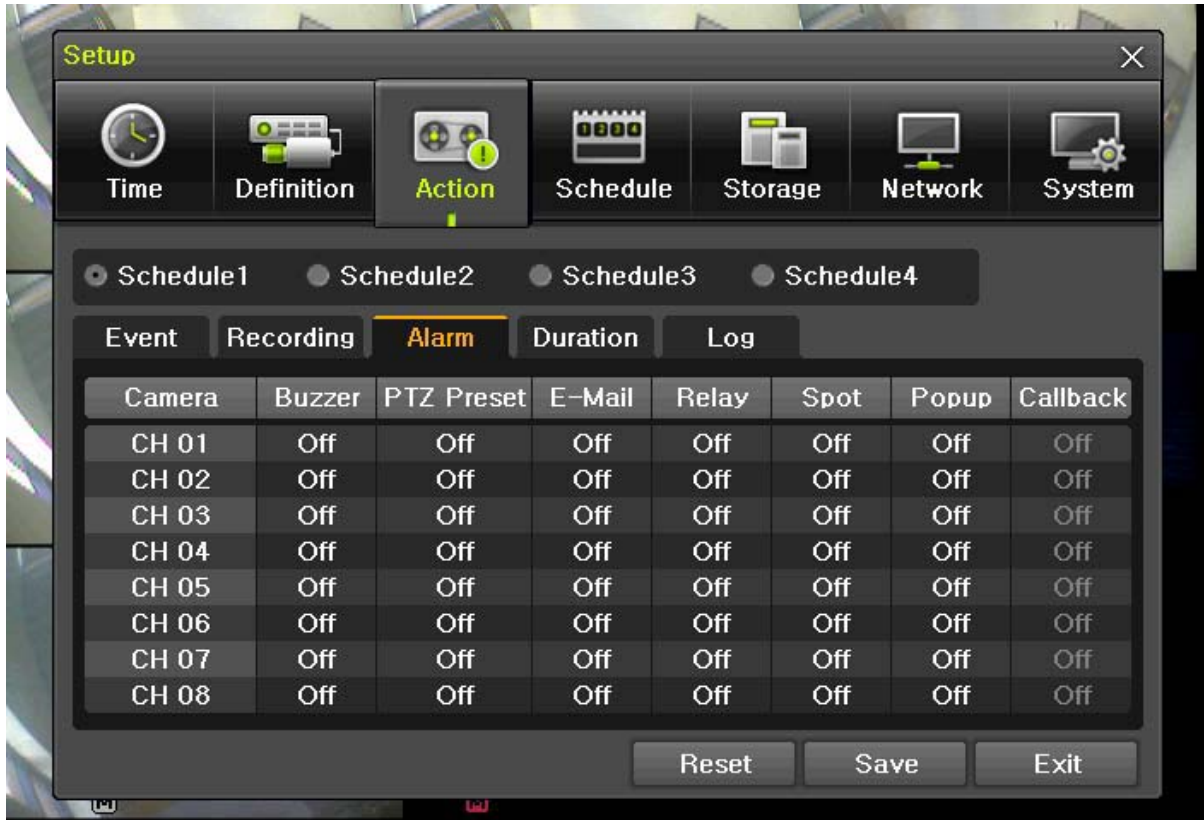 Setup
Time Definition Action Schedule Storage Network System
Schedule1 Schedule2 Schedule3 Schedule4
Event Recording Alarm Duration Log
Camera Buzzer PTZ Preset E-Mail Relay Spot Popup Callback
CH 01 Off Off Off Off Off Off Off
CH 02 Off Off Off Off Off Off Off
CH 03 Off Off Off Off Off Off Off
CH 04 Off Off Off Off Off Off Off
CH 05 Off Off Off Off Off Off Off
CH 06 Off Off Off Off Off Off Off
CH 07 Off Off Off Off Off Off Off
CH 08 Off Off Off Off Off Off Off
Reset Save Exit